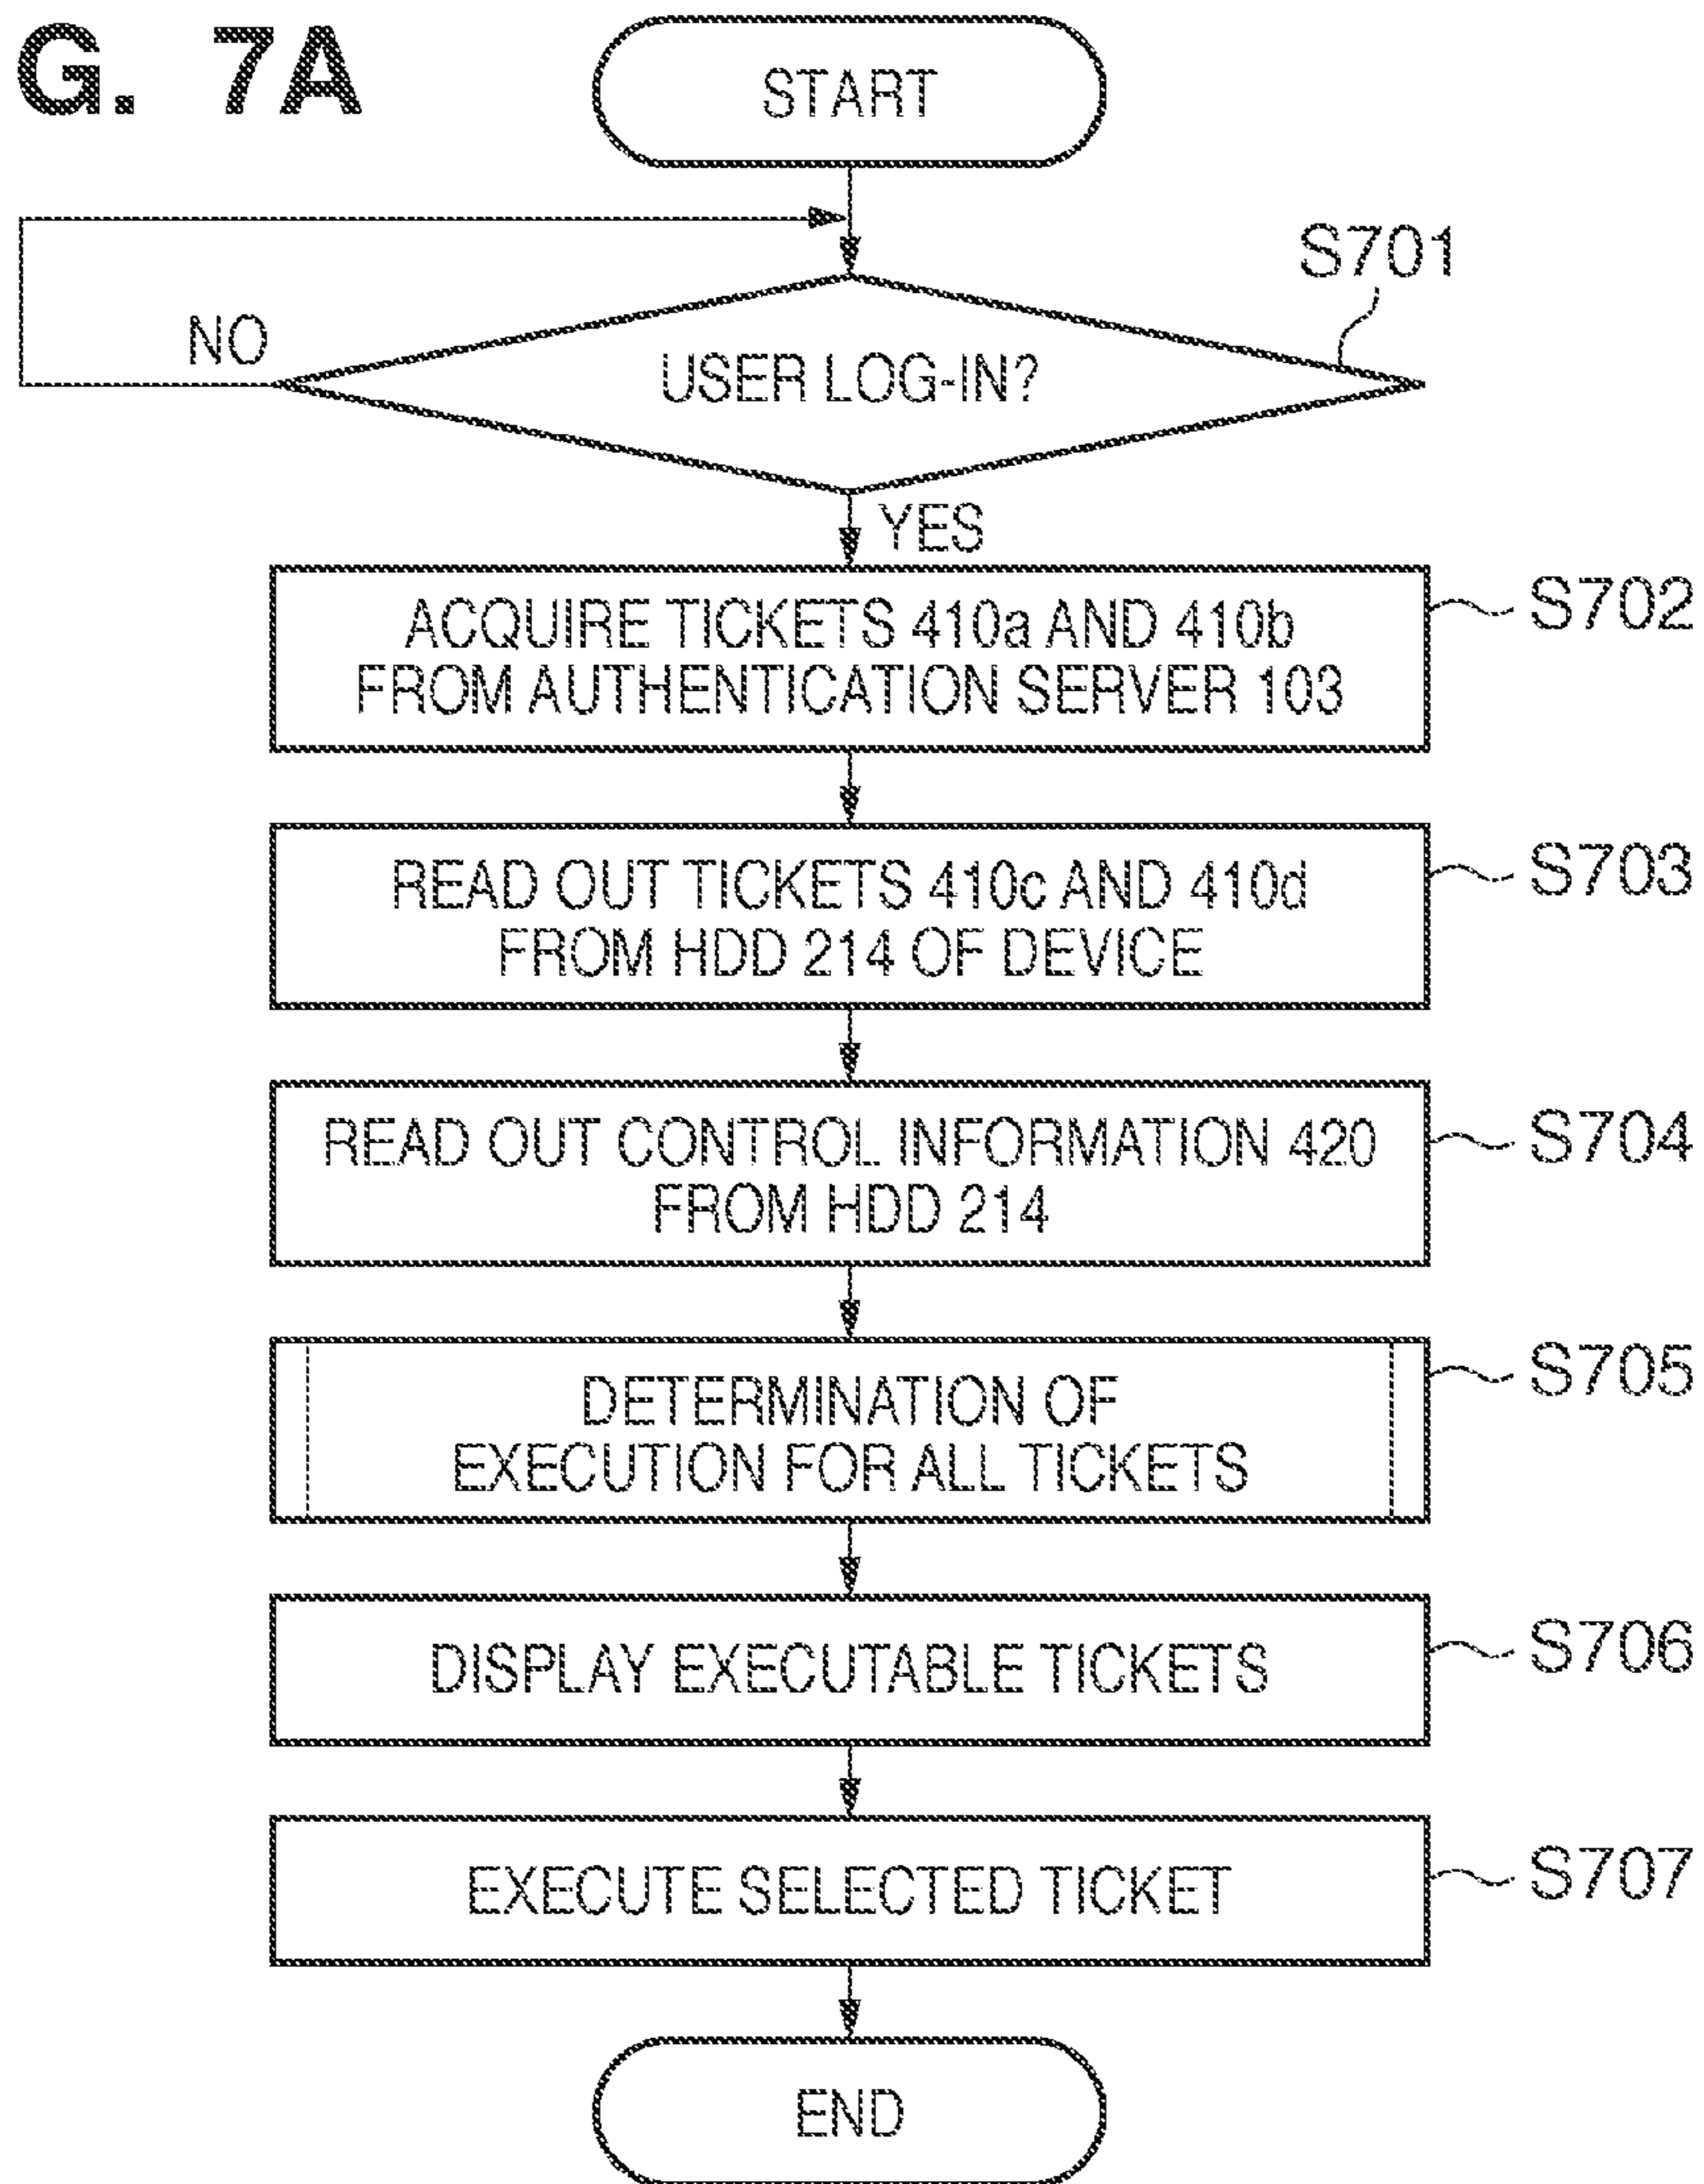 G. 7A
START
S701
NO
USER LOG-IN?
YES
ACQUIRE TICKETS 410a AND 410b
FROM AUTHENTICATION SERVER 103
S702
READ OUT TICKETS 410c AND 410d
FROM HDD 214 OF DEVICE
S703
READ OUT CONTROL INFORMATION 420
FROM HDD 214
S704
DETERMINATION OF
EXECUTION FOR ALL TICKETS
S705
DISPLAY EXECUTABLE TICKETS
S706
EXECUTE SELECTED TICKET
S707
END